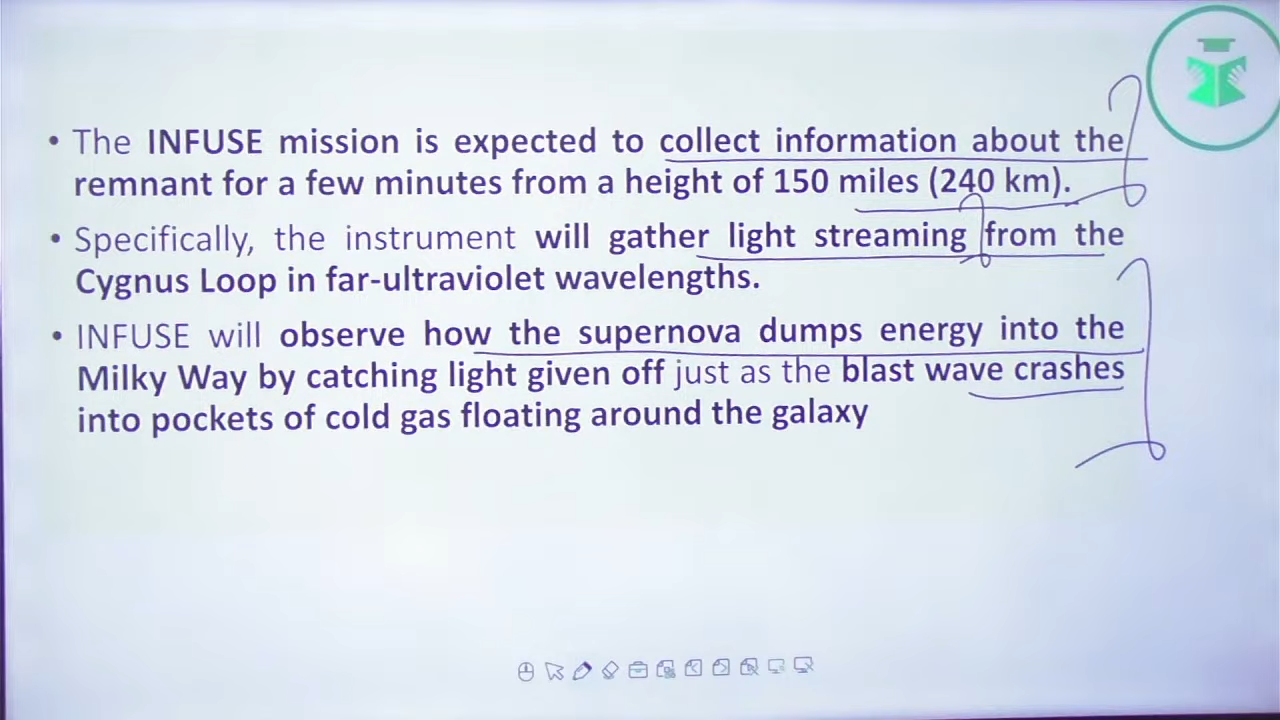 • The INFUSE mission is expected to collect information about the
remnant for a few minutes from a height of 150 miles (240 km).
• Specifically, the instrument will gather light streaming from the
Cygnus Loop in far-ultraviolet wavelengths.
• INFUSE will observe how the supernova dumps energy into the
Milky Way by catching light given off just as the blast wave crashes
into pockets of cold gas floating around the galaxy